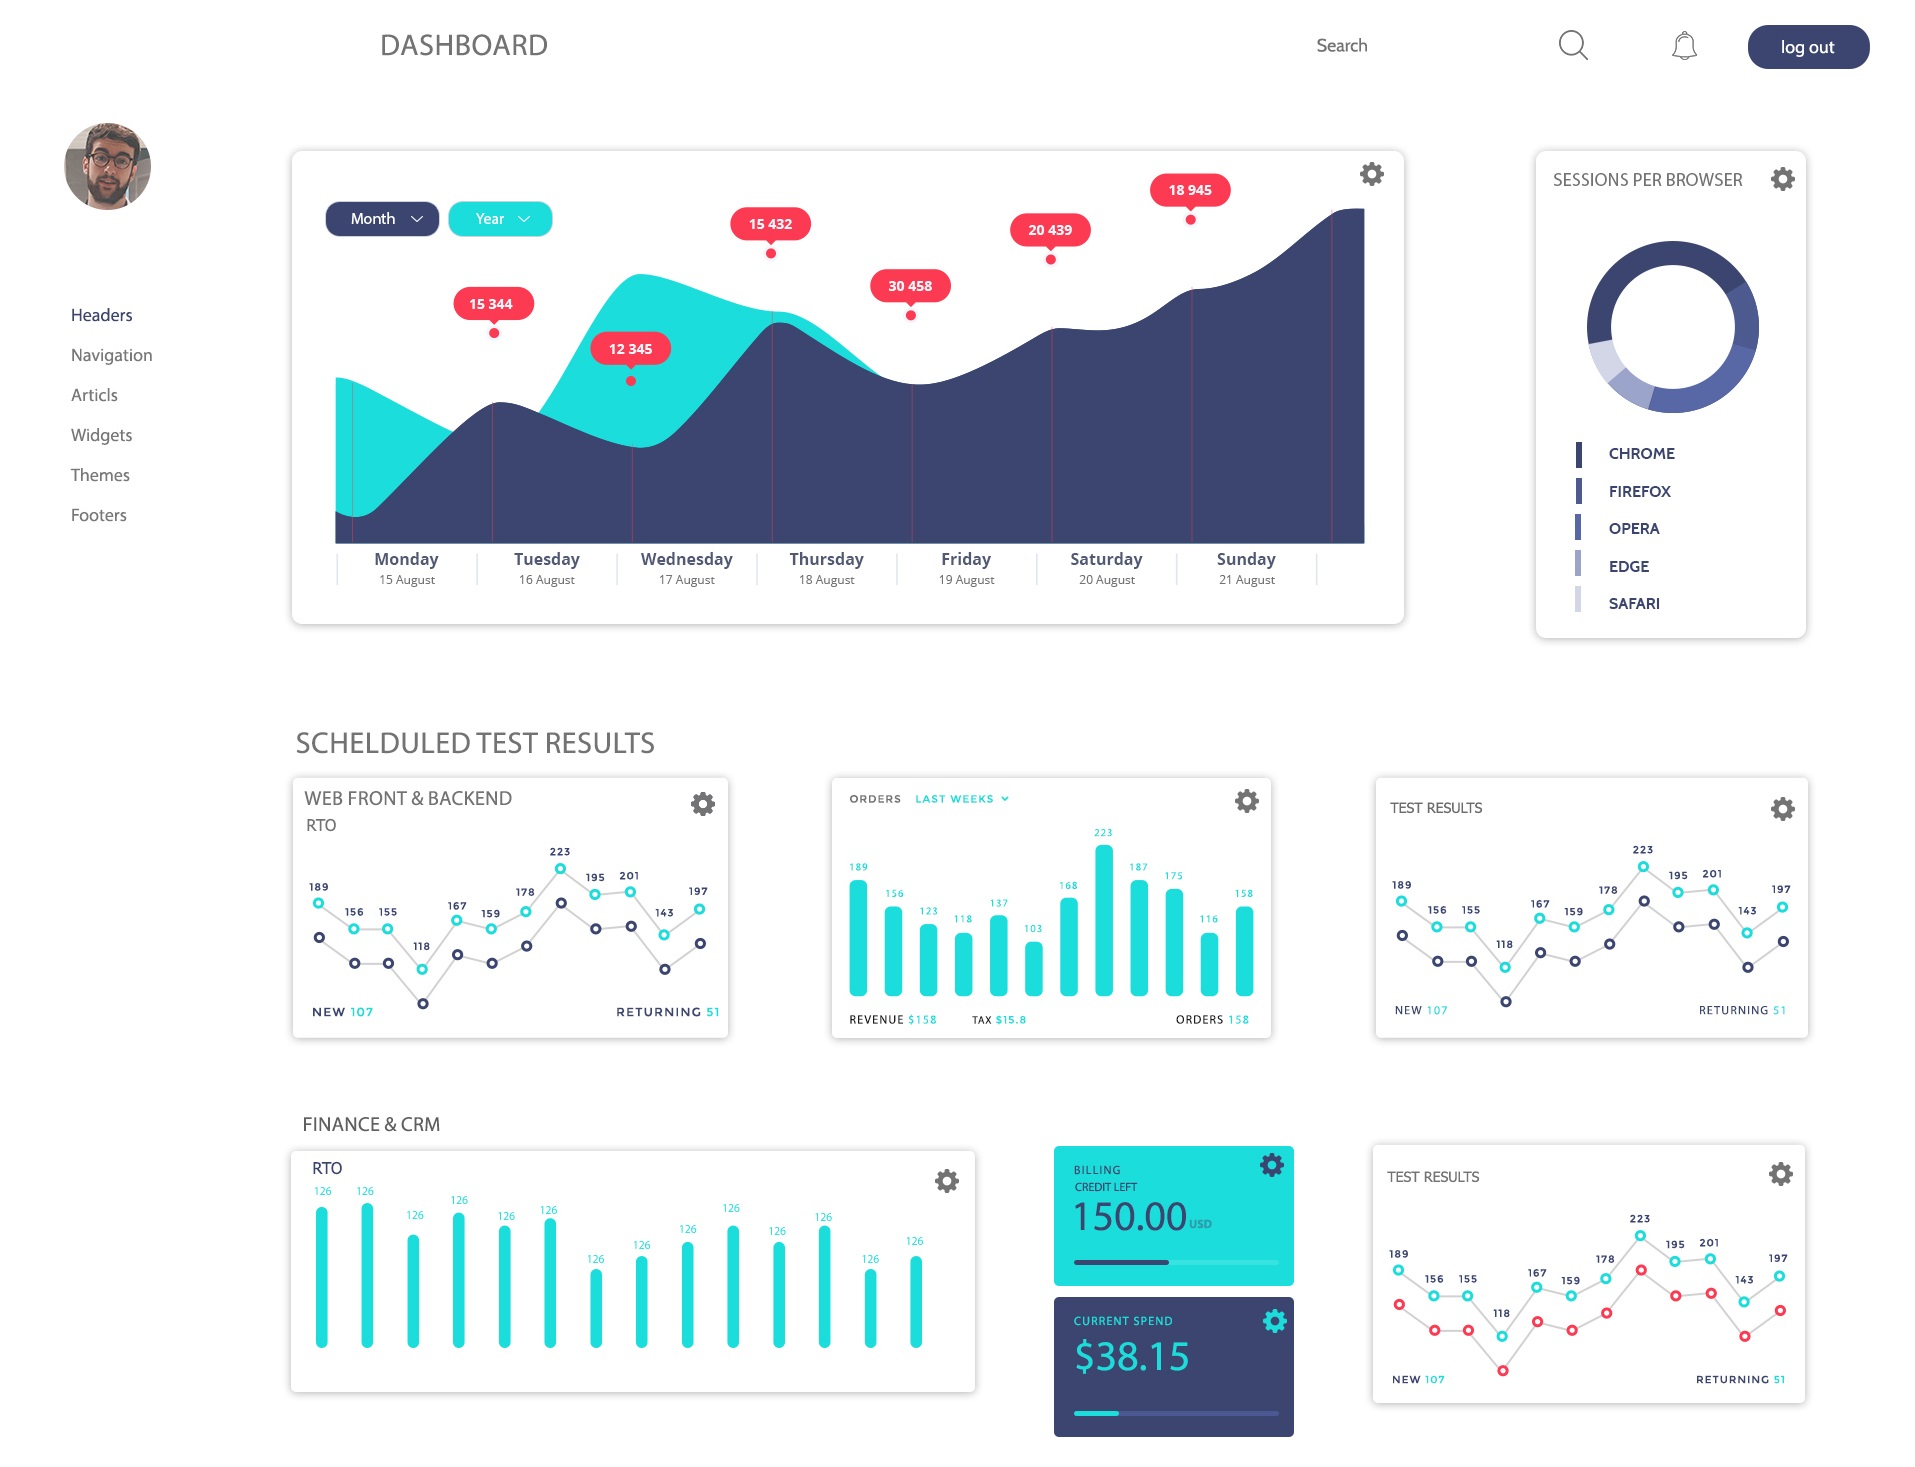 DASHBOARD
Search
log out
Headers
Navigation
Articls
Widgets
Themes
Footers
Month
Year
15 344
12 345
15 432
30 458
20 439
18 945
Monday Tuesday Wednesday Thursday Friday Saturday Sunday
15 August 16 August 17 August 18 August 19 August 20 August 21 August
SESSIONS PER BROWSER
CHROME
FIREFOX
OPERA
EDGE
SAFARI
SCHELDULED TEST RESULTS
WEB FRONT & BACKEND
RTO
189 156 155 118 167 159 178 223 195 201 143 197
NEW 107 RETURNING 51
ORDERS LAST WEEKS
189 156 123 118 137 103 168 223 187 175 116 158
REVENUE $158 TAX $15.8 ORDERS 158
TEST RESULTS
189 156 155 118 167 159 178 223 195 201 143 197
NEW 107 RETURNING 51
FINANCE & CRM
RTO
126 126 126 126 126 126 126 126 126 126 126 126 126 126
BILLING
CREDIT LEFT
150.00 USD
CURRENT SPEND
$38.15
TEST RESULTS
189 156 155 118 167 159 178 223 195 201 143 197
NEW 107 RETURNING 51